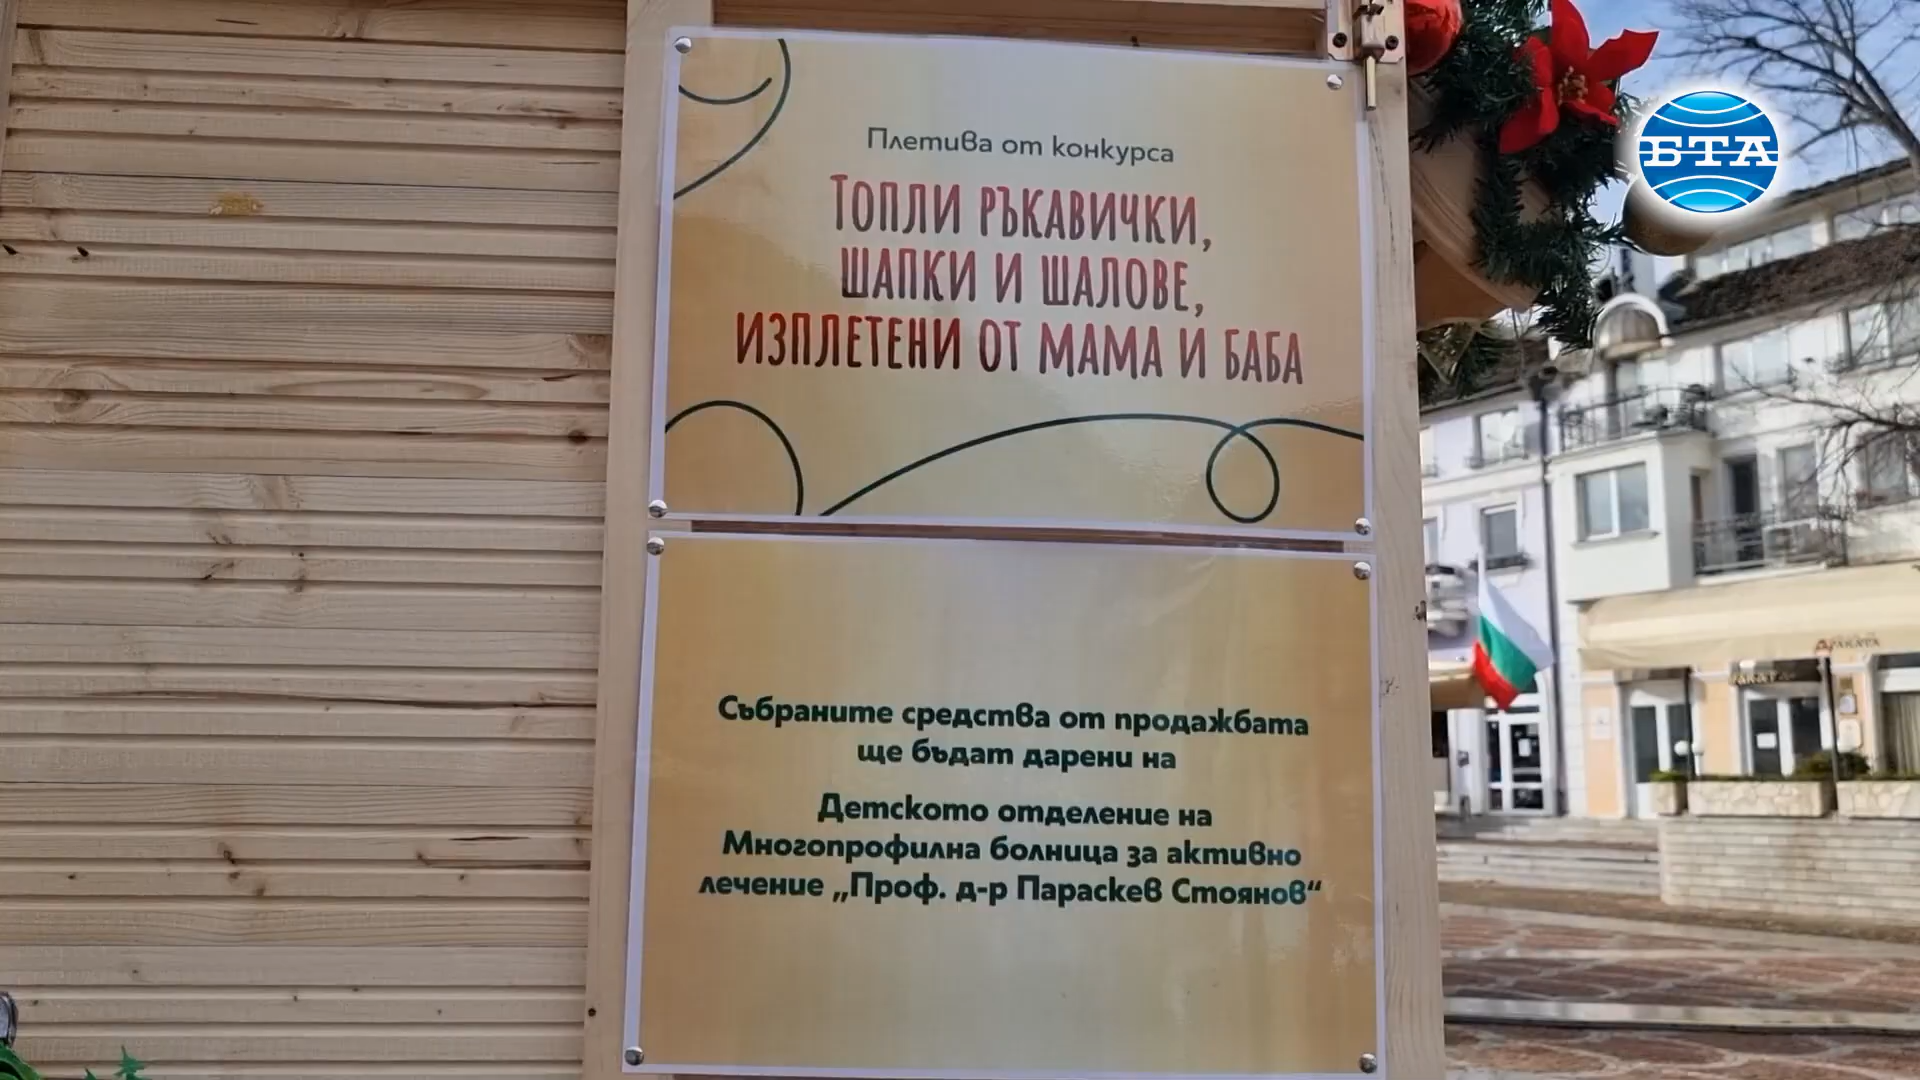 Плетива от конкурса
ТОПЛИ РЪКАВИЧКИ,
ШАПКИ И ШАЛОВЕ,
ИЗПЛЕТЕНИ ОТ МАМА И БАБА
БТА
Събраните средства от продажбата
ще бъдат дарени на
Детското отделение на
Многопрофилна болница за активно
лечение „Проф. д-р Параскев Стоянов“